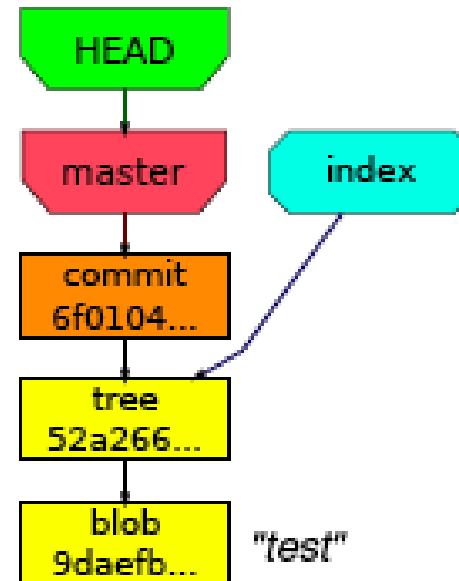 HEAD
master
index
commit
6f0104...
tree
52a266...
blob
9daefb...
"test"